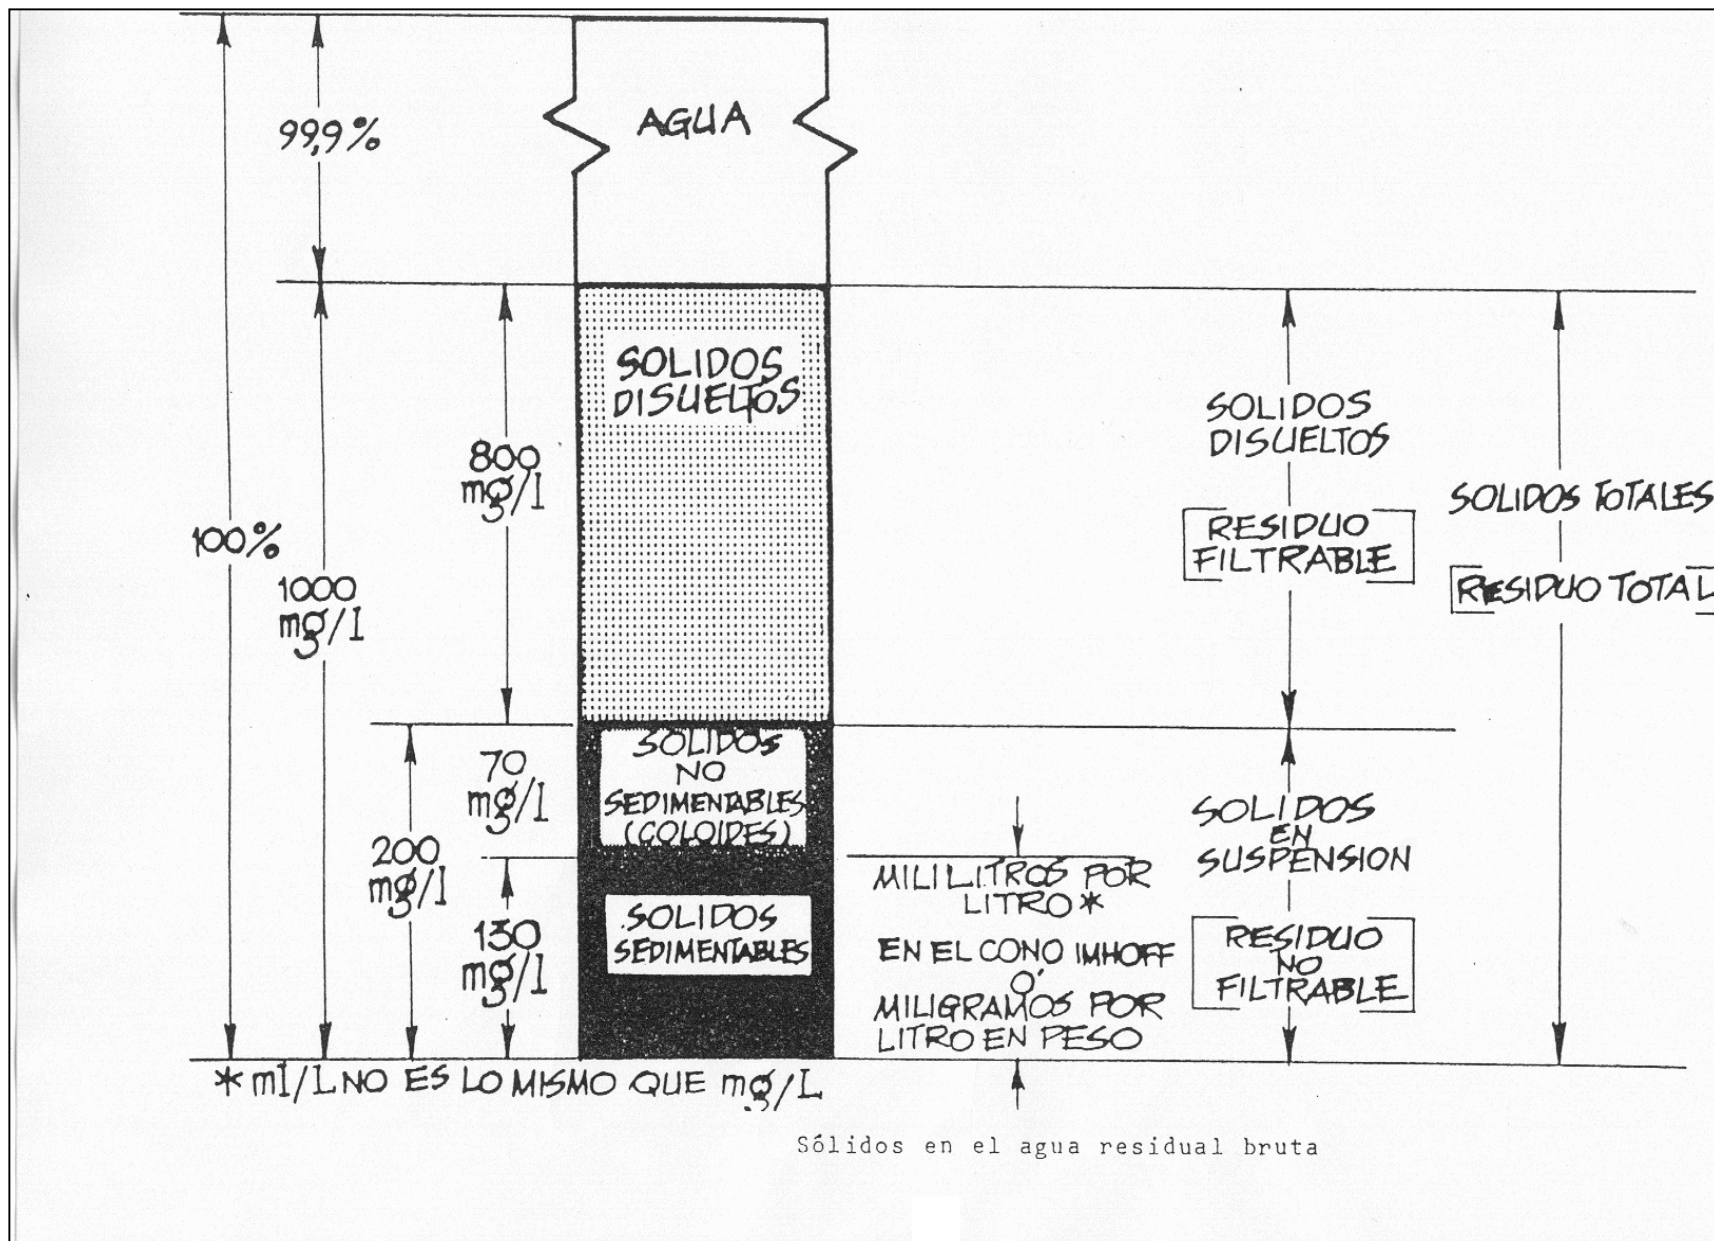 99,9%
AGUA
100%
1000
mg/l
800
mg/l
SOLIDOS
DISUELTOS
SOLIDOS
DISUELTOS
RESIDUO
FILTRABLE
SOLIDOS TOTALES
RESIDUO TOTAL
200
mg/l
70
mg/l
130
mg/l
SOLIDOS
NO
SEDIMENTABLES
(COLOIDES)
SOLIDOS
SEDIMENTABLES
MILILITROS POR
LITRO *
EN EL CONO IMHOFF
O'
MILIGRAMOS POR
LITRO EN PESO
SOLIDOS
EN
SUSPENSION
RESIDUO
NO
FILTRABLE
* ml/L NO ES LO MISMO QUE mg/L
Sólidos en el agua residual bruta